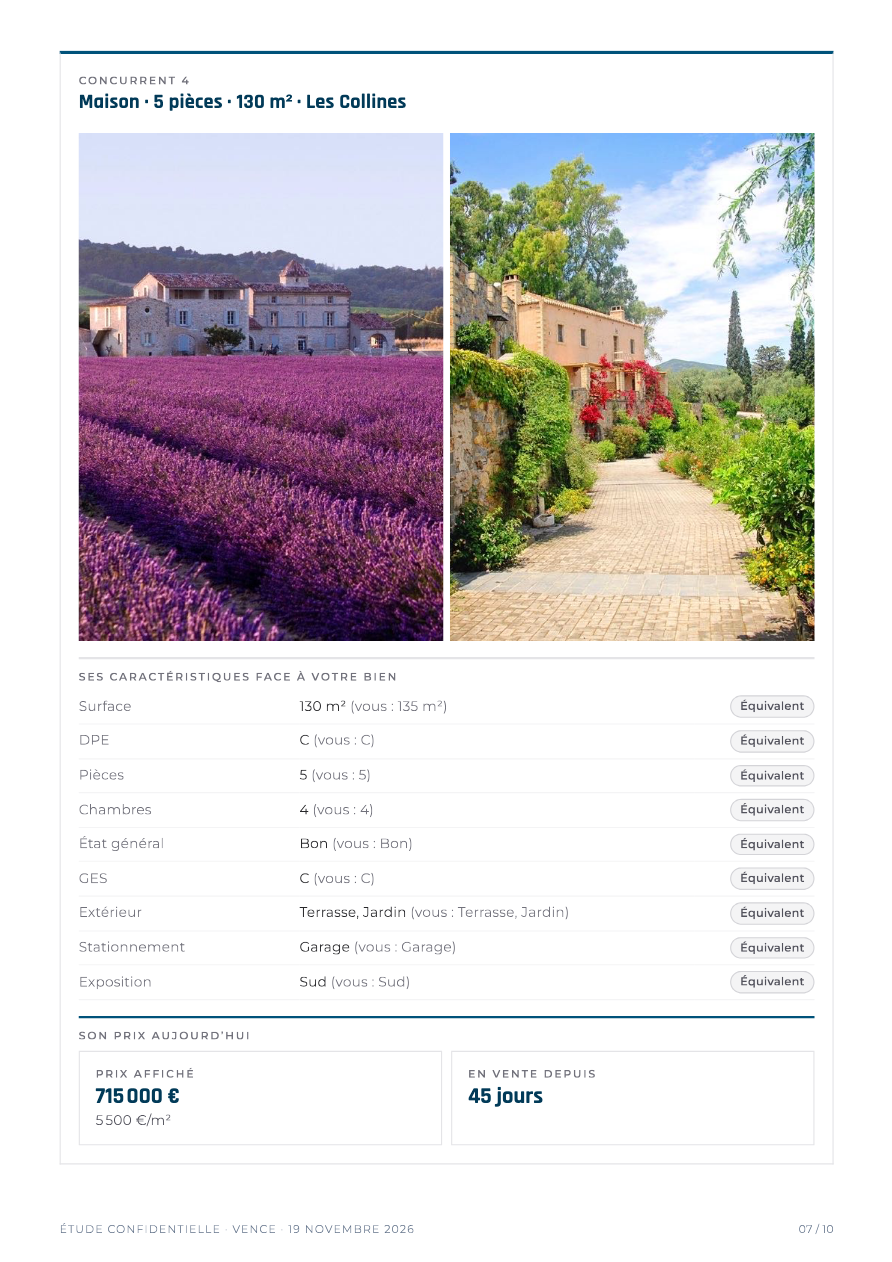 CONCURRENT 4
Maison · 5 pièces · 130 m² · Les Collines
SES CARACTÉRISTIQUES FACE À VOTRE BIEN
Surface 130 m² (vous : 135 m²) Équivalent
DPE C (vous : C) Équivalent
Pièces 5 (vous : 5) Équivalent
Chambres 4 (vous : 4) Équivalent
État général Bon (vous : Bon) Équivalent
GES C (vous : C) Équivalent
Extérieur Terrasse, Jardin (vous : Terrasse, Jardin) Équivalent
Stationnement Garage (vous : Garage) Équivalent
Exposition Sud (vous : Sud) Équivalent
SON PRIX AUJOURD'HUI
PRIX AFFICHÉ
715 000 €
5 500 €/m²
EN VENTE DEPUIS
45 jours
ÉTUDE CONFIDENTIELLE · VENCE · 19 NOVEMBRE 2026
07 / 10